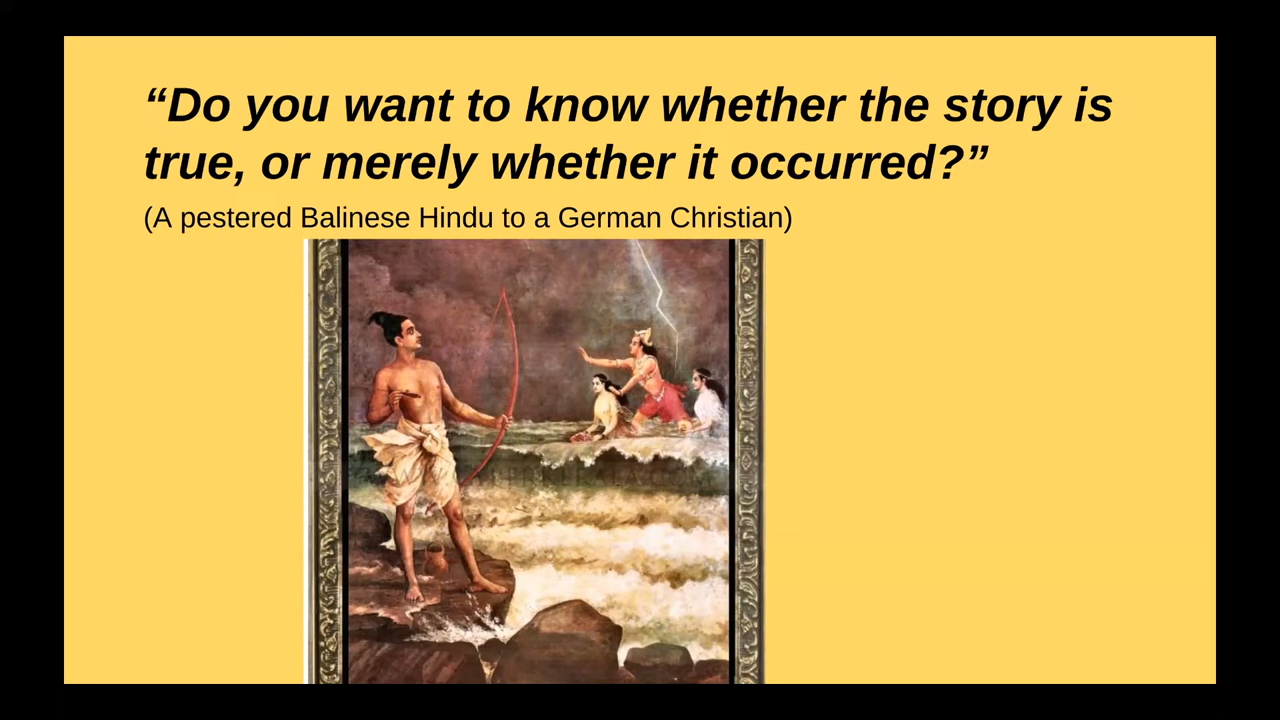 “Do you want to know whether the story is
true, or merely whether it occurred?”
(A pestered Balinese Hindu to a German Christian)